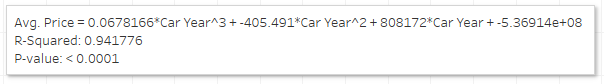 Avg. Price = 0.0678166*Car Year^3 + -405.491*Car Year^2 + 808172*Car Year + -5.36914e+08
R-Squared: 0.941776
P-value: < 0.0001